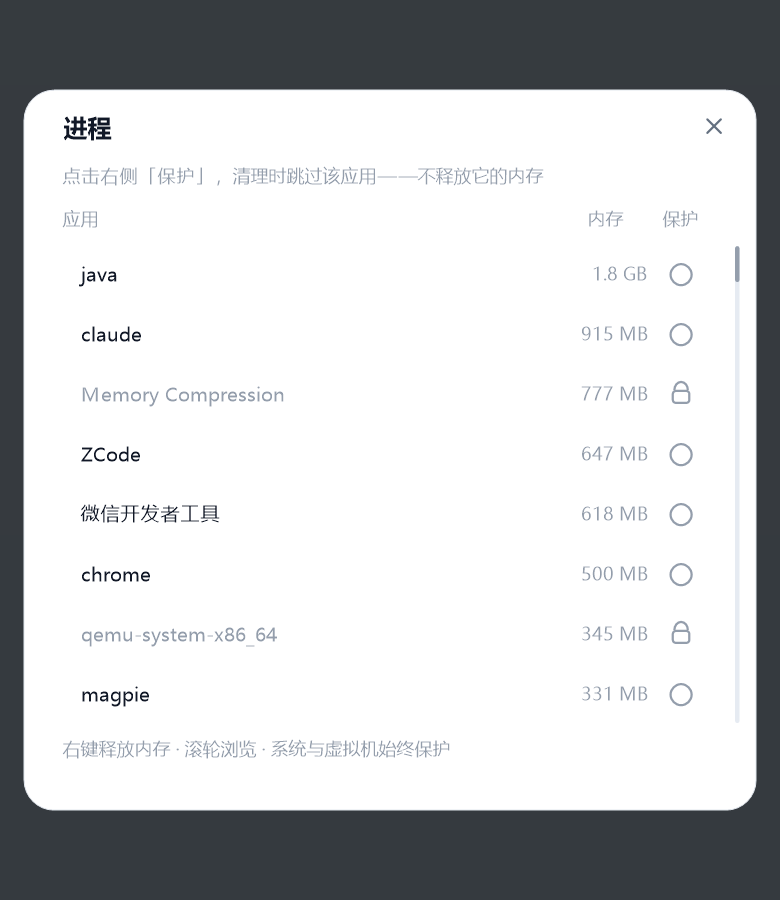 进程
点击右侧「保护」，清理时跳过该应用——不释放它的内存
应用 内存 保护
java 1.8 GB
claude 915 MB
Memory Compression 777 MB
ZCode 647 MB
微信开发者工具 618 MB
chrome 500 MB
qemu-system-x86_64 345 MB
magpie 331 MB
右键释放内存 · 滚轮浏览 · 系统与虚拟机始终保护